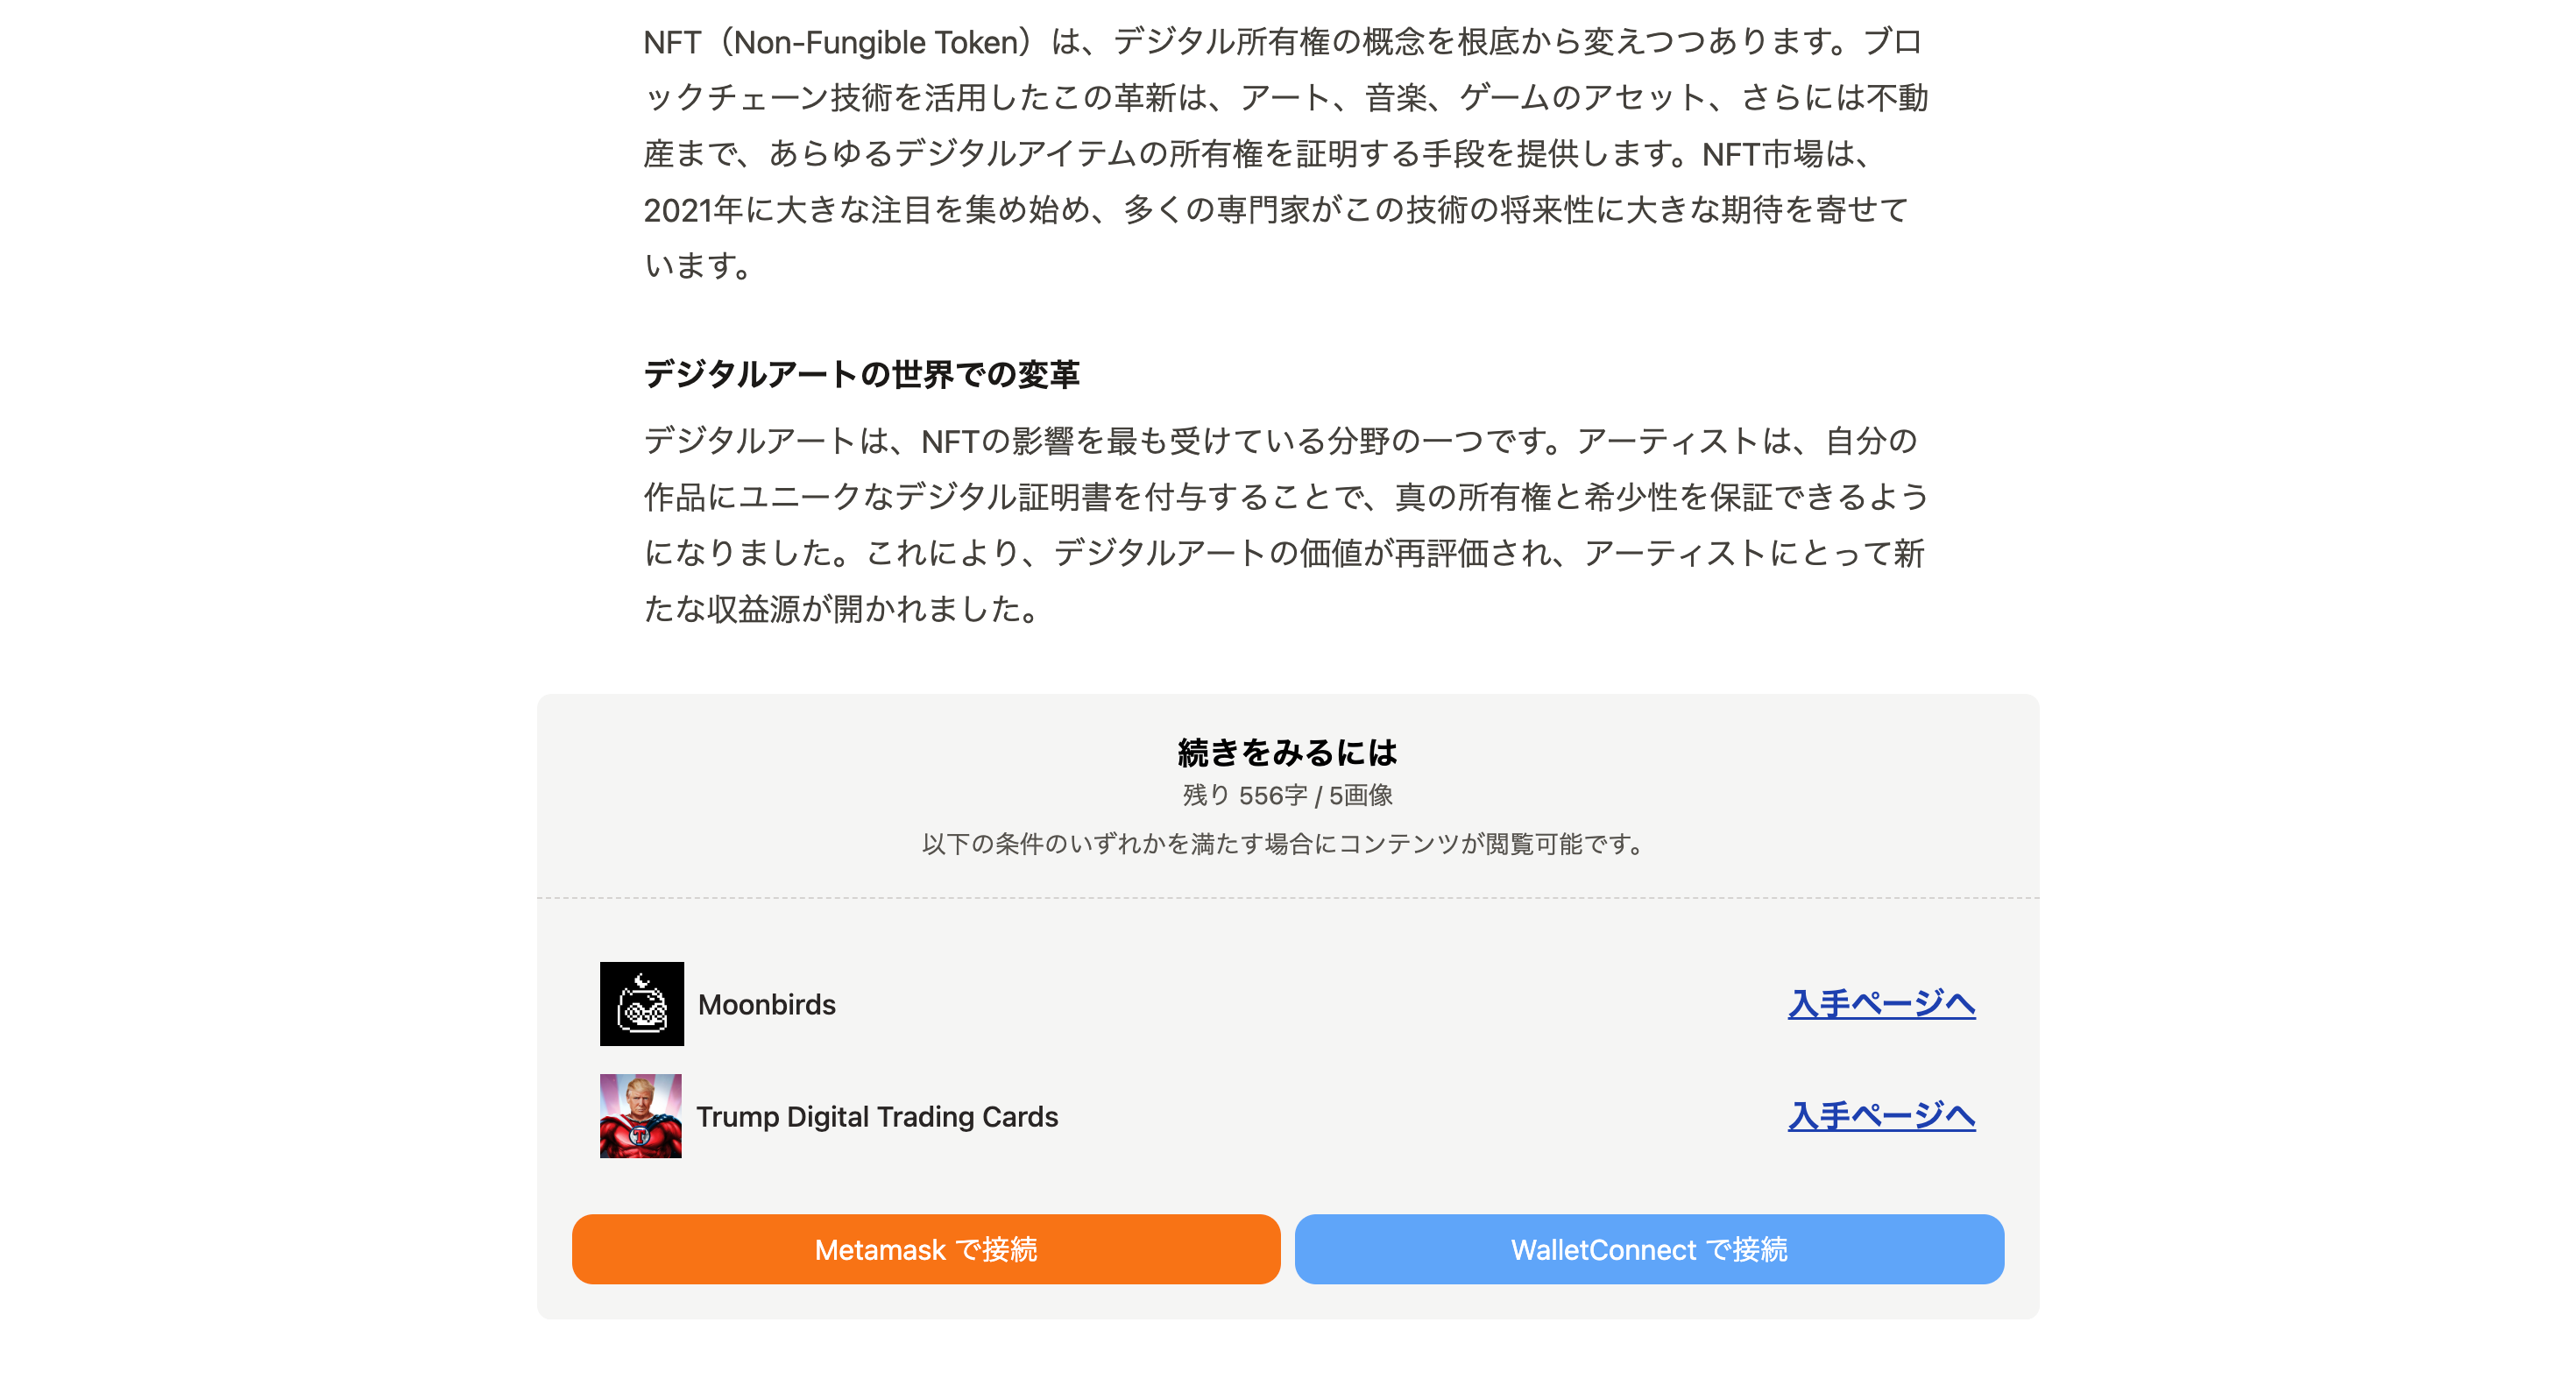 NFT（Non-Fungible Token）は、デジタル所有権の概念を根底から変えつつあります。ブロ
ックチェーン技術を活用したこの革新は、アート、音楽、ゲームのアセット、さらには不動
産まで、あらゆるデジタルアイテムの所有権を証明する手段を提供します。NFT市場は、
2021年に大きな注目を集め始め、多くの専門家がこの技術の将来性に大きな期待を寄せて
います。
デジタルアートの世界での変革
デジタルアートは、NFTの影響を最も受けている分野の一つです。アーティストは、自分の
作品にユニークなデジタル証明書を付与することで、真の所有権と希少性を保証できるよう
になりました。これにより、デジタルアートの価値が再評価され、アーティストにとって新
たな収益源が開かれました。
続きをみるには
残り 556字 / 5画像
以下の条件のいずれかを満たす場合にコンテンツが閲覧可能です。
Moonbirds 入手ページへ
T
Trump Digital Trading Cards 入手ページへ
Metamask で接続 WalletConnect で接続